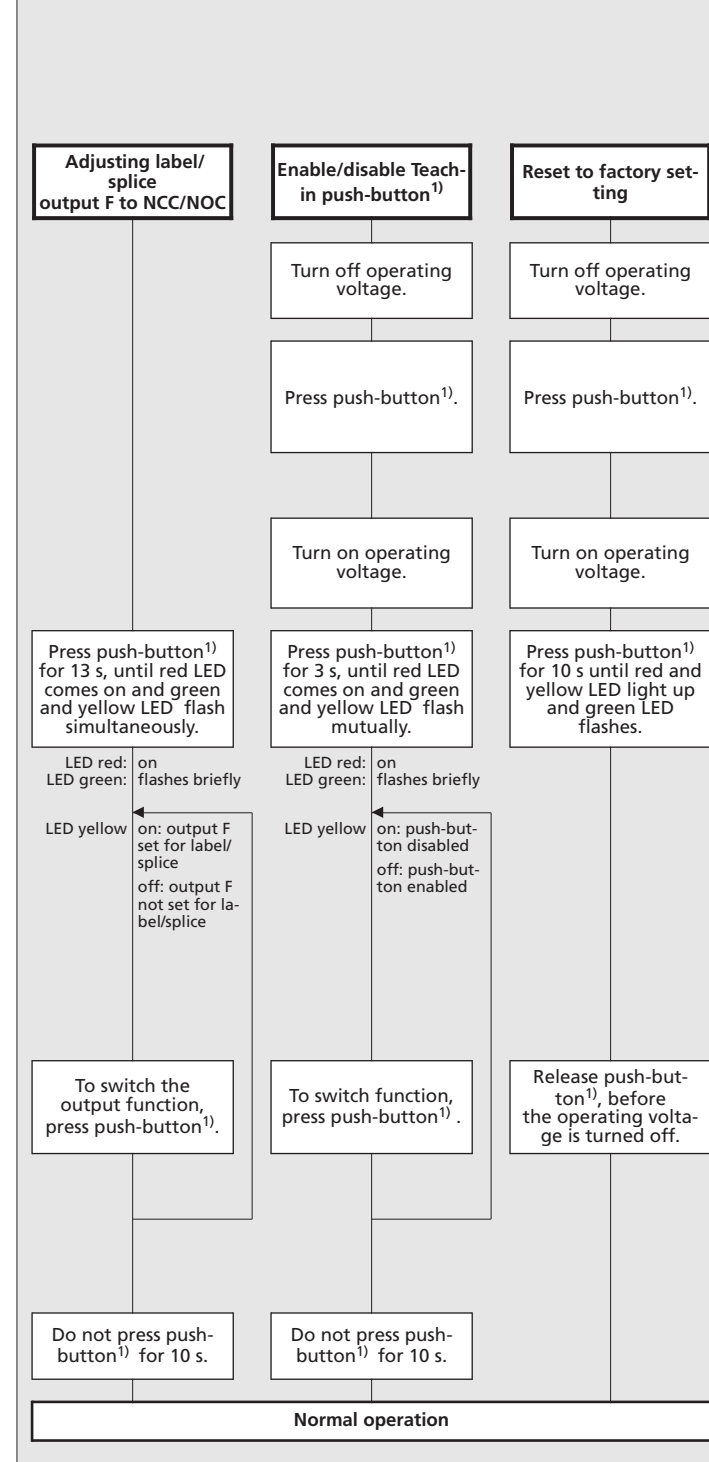 Adjusting label/
splice
output F to NCC/NOC
Turn off operating
voltage.
Press push-button1).
Turn on operating
voltage.
Enable/disable Teach-
in push-button1)
Reset to factory set-
ting
Turn off operating
voltage.
Press push-button1).
Turn on operating
voltage.
Press push-button1)
for 13 s, until red LED
comes on and green
and yellow LED flash
simultaneously.
LED red: on
LED green: flashes briefly
LED yellow on: output F
set for label/
splice
off: output F
not set for la-
bel/splice
To switch the
output function,
press push-button1).
Do not press push-
button1) for 10 s.
Press push-button1)
for 3 s, until red LED
comes on and green
and yellow LED flash
mutually.
LED red: on
LED green: flashes briefly
LED yellow on: push-but-
ton disabled
off: push-but-
ton enabled
To switch function,
press push-button1) .
Do not press push-
button1) for 10 s.
Press push-button1)
for 10 s until red and
yellow LED light up
and green LED
flashes.
Release push-but-
ton1), before
the operating volta-
ge is turned off.
Normal operation